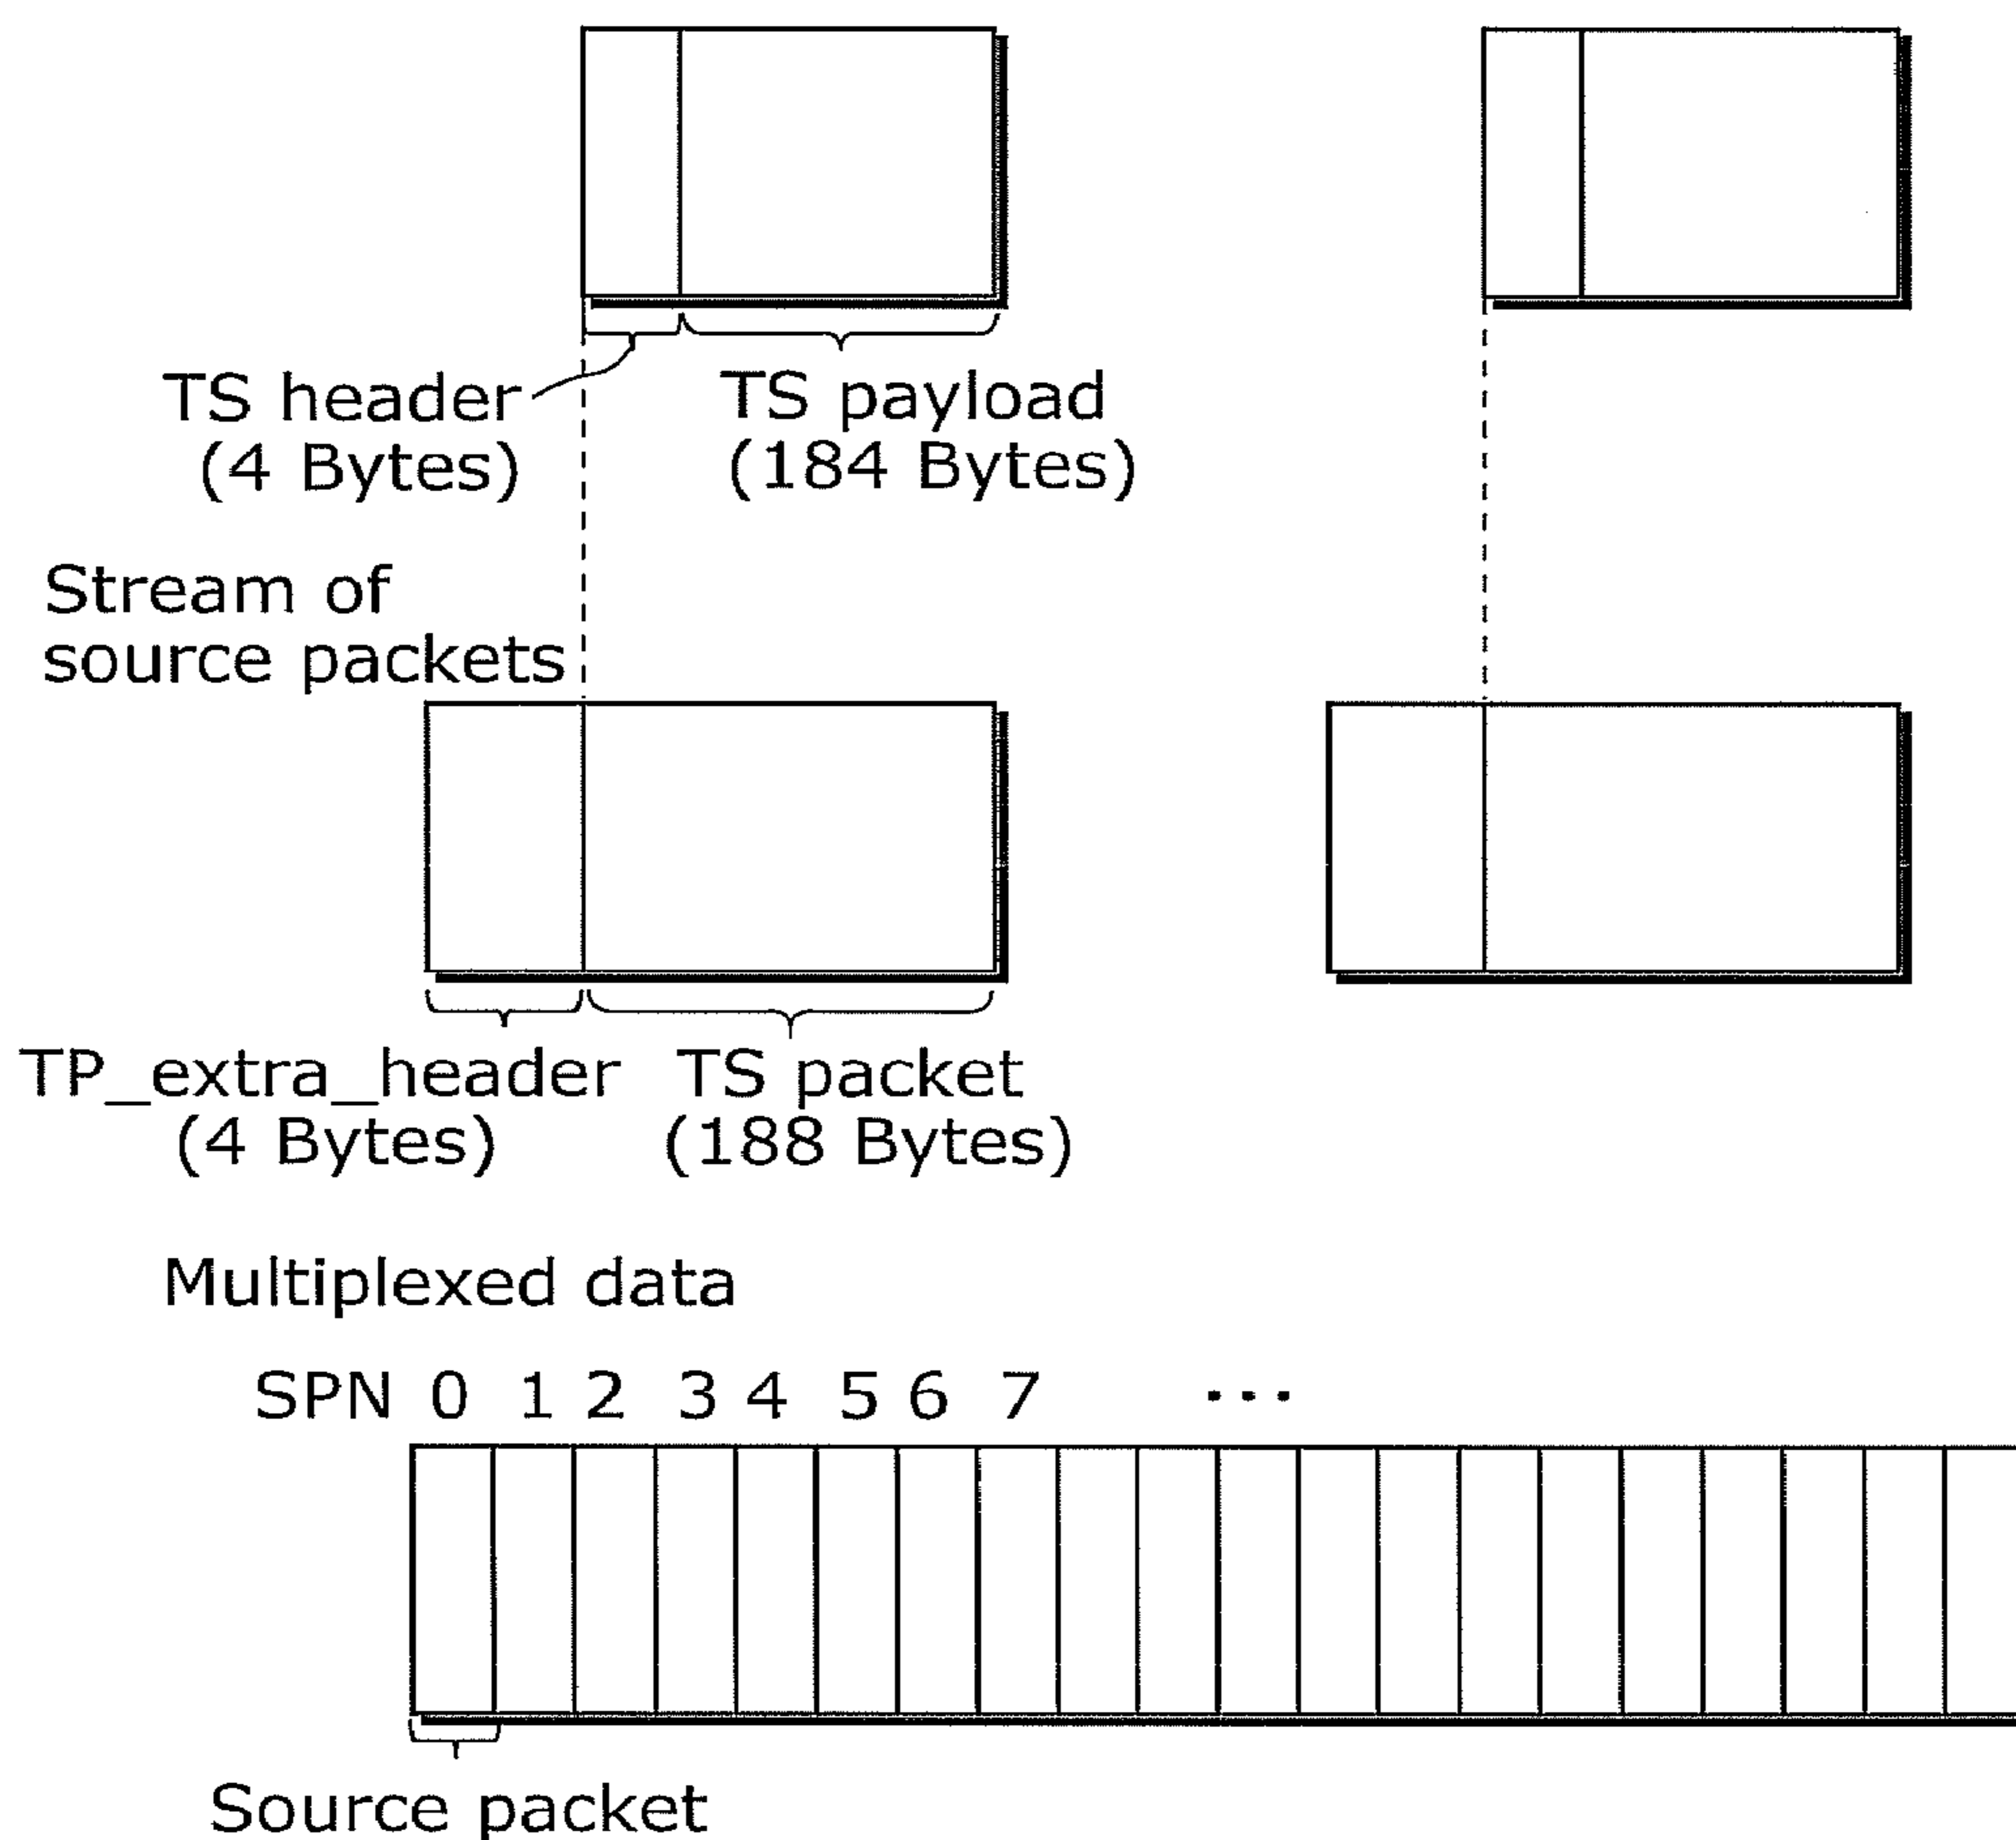 TS header
(4 Bytes)
TS payload
(184 Bytes)
Stream of
source packets
TP_extra_header
(4 Bytes)
TS packet
(188 Bytes)
Multiplexed data
SPN 0 1 2 3 4 5 6 7 ...
Source packet